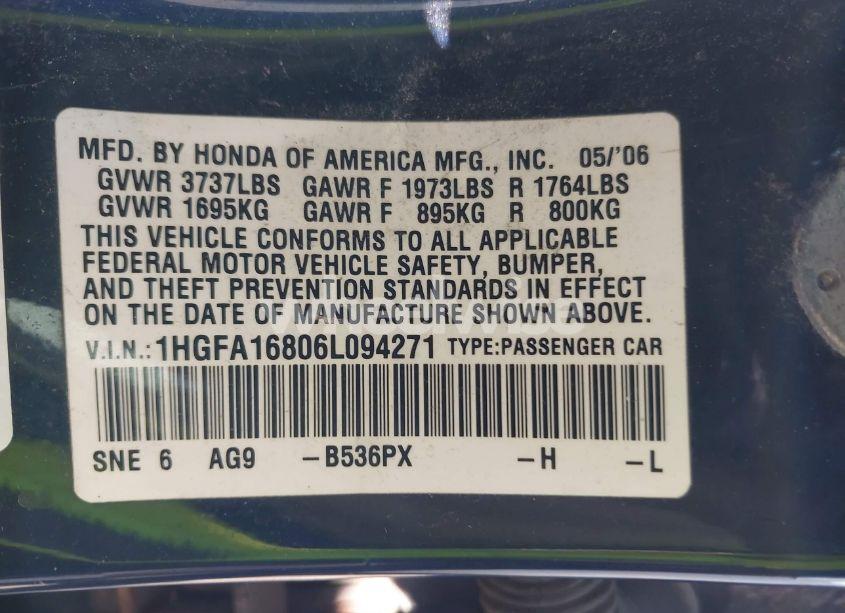 MFD. BY HONDA OF AMERICA MFG., INC. 05/'06
GVWR 3737LBS GAWR F 1973LBS R 1764LBS
GVWR 1695KG GAWR F 895KG R 800KG
THIS VEHICLE CONFORMS TO ALL APPLICABLE
FEDERAL MOTOR VEHICLE SAFETY, BUMPER,
AND THEFT PREVENTION STANDARDS IN EFFECT
ON THE DATE OF MANUFACTURE SHOWN ABOVE.
V.I.N.: 1HGFA16806L094271 TYPE:PASSENGER CAR
SNE 6 AG9 –B536PX –H –L